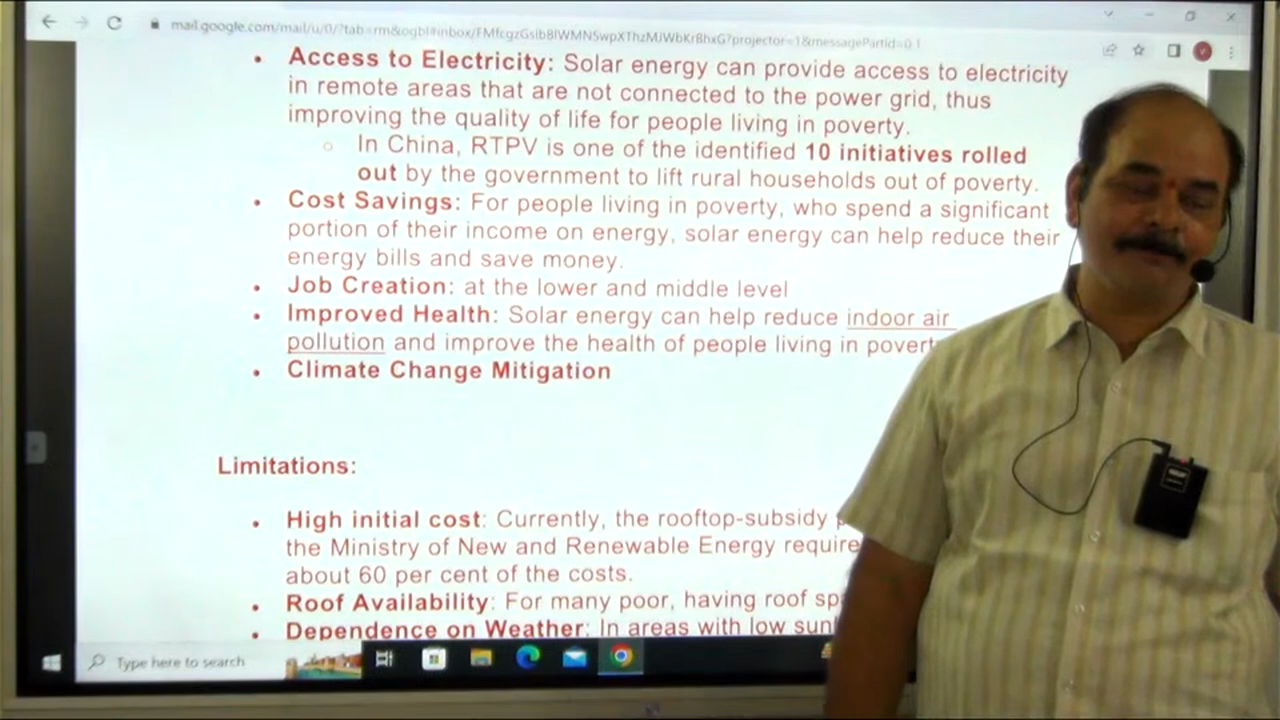 mail.google.com/mail/u/0/?tab=rm&ogbl#inbox/FMfcgzGslbBlWMNSwpXThzMJWbKrBhxG?projector=1&messagePartId=0.1
• Access to Electricity: Solar energy can provide access to electricity
in remote areas that are not connected to the power grid, thus
improving the quality of life for people living in poverty.
○ In China, RTPV is one of the identified 10 initiatives rolled
out by the government to lift rural households out of poverty.
• Cost Savings: For people living in poverty, who spend a significant
portion of their income on energy, solar energy can help reduce their
energy bills and save money.
• Job Creation: at the lower and middle level
• Improved Health: Solar energy can help reduce indoor air
pollution and improve the health of people living in povert
• Climate Change Mitigation
Limitations:
• High initial cost: Currently, the rooftop-subsidy p
the Ministry of New and Renewable Energy require
about 60 per cent of the costs.
• Roof Availability: For many poor, having roof sp
• Dependence on Weather: In areas with low sunl
Type here to search